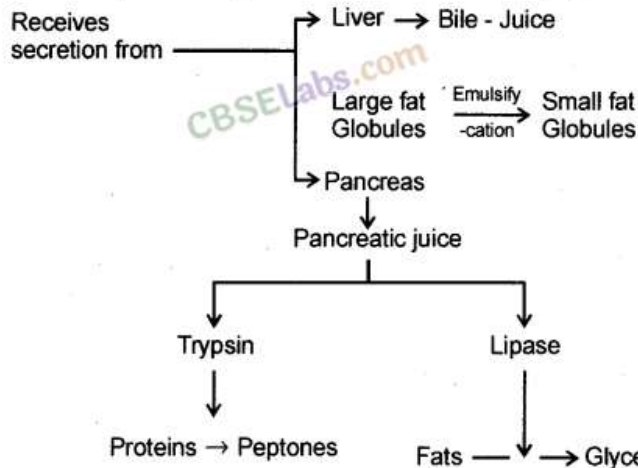 Receives
secretion from
Liver → Bile - Juice
CBSELabs.com
Large fat
Globules
Emulsify
-cation
Small fat
Globules
Pancreas
Pancreatic juice
Trypsin
Lipase
Proteins → Peptones
Fats → Glyce